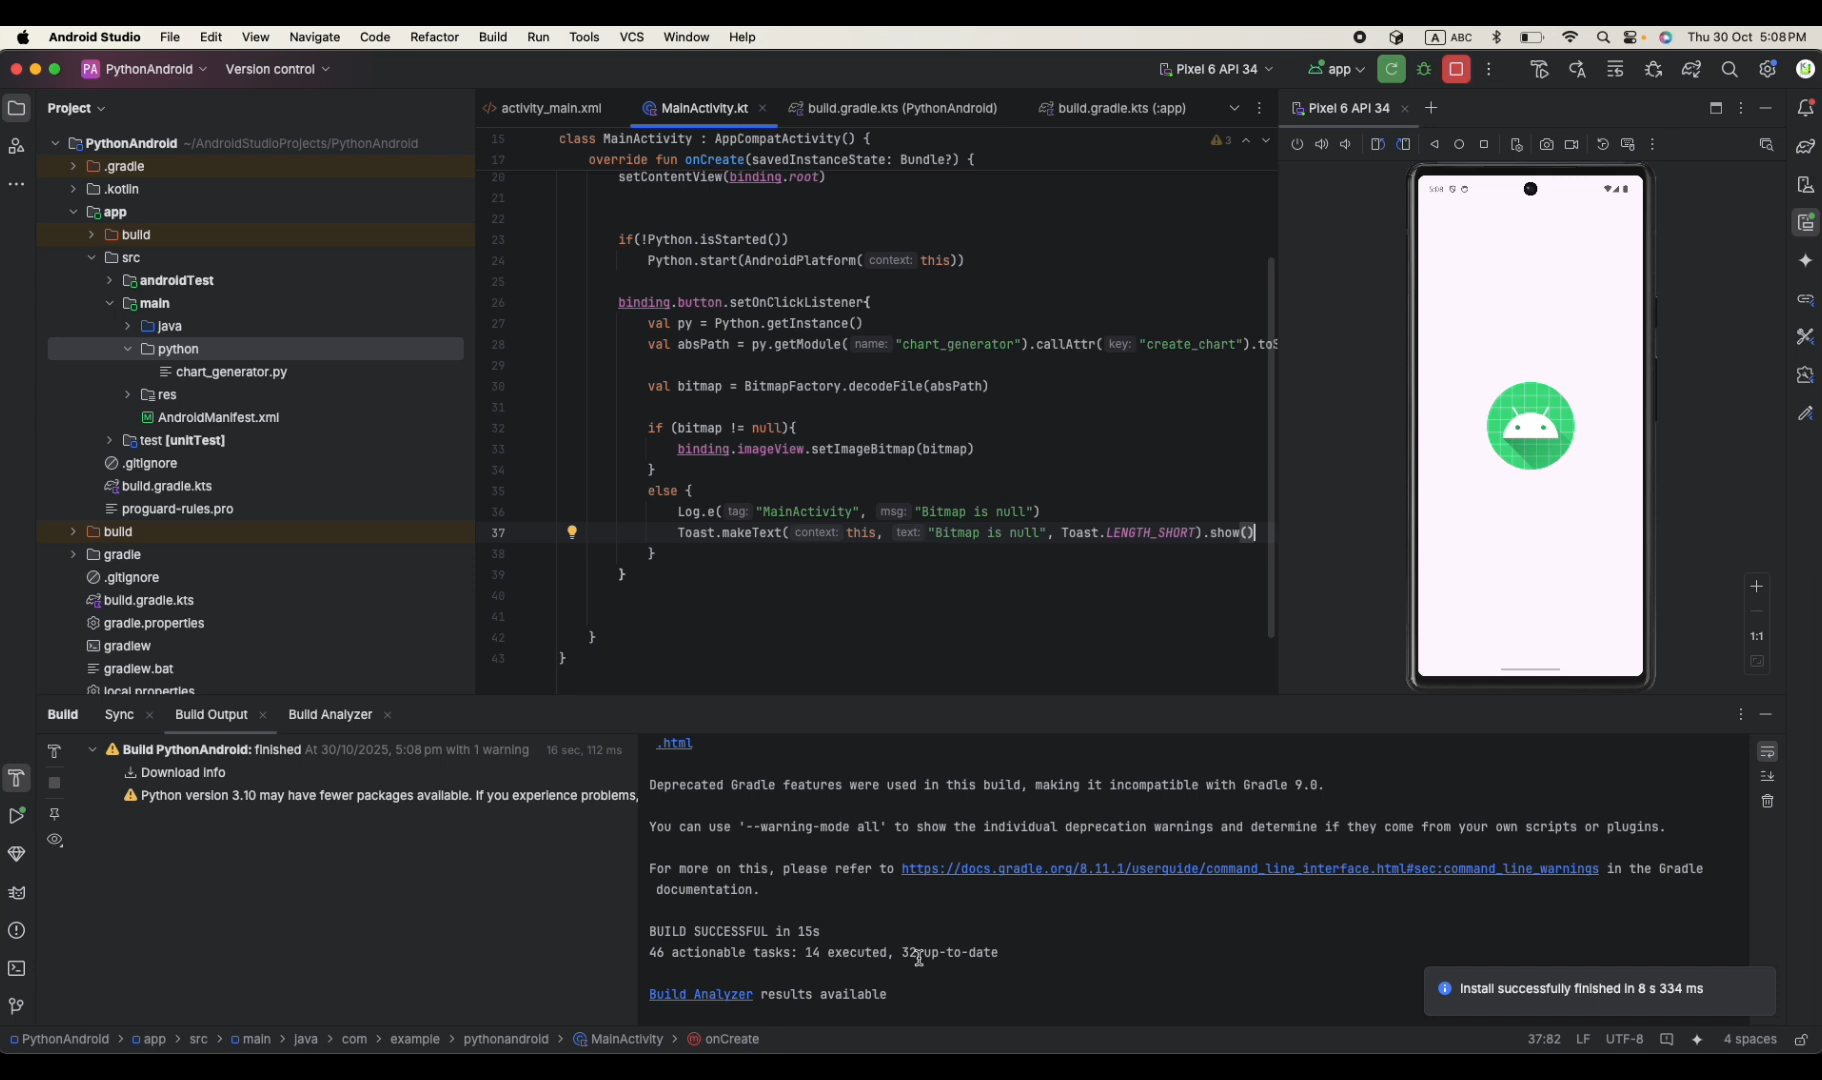 Android Studio File Edit View Navigate Code Refactor Build Run Tools VCS Window Help A ABC Thu 30 Oct 5:08 PM
PA PythonAndroid Version control Pixel 6 API 34 app
Project
activity_main.xml MainActivity.kt build.gradle.kts (PythonAndroid) build.gradle.kts (:app)
Pixel 6 API 34
PythonAndroid ~/AndroidStudioProjects/PythonAndroid
.gradle
.kotlin
app
build
src
androidTest
main
java
python
chart_generator.py
res
AndroidManifest.xml
test [unitTest]
.gitignore
build.gradle.kts
proguard-rules.pro
build
gradle
.gitignore
build.gradle.kts
gradle.properties
gradlew
gradlew.bat
local.properties
15 class MainActivity : AppCompatActivity() {
17 override fun onCreate(savedInstanceState: Bundle?) {
20 setContentView(binding.root)
21
22
23 if(!Python.isStarted())
24 Python.start(AndroidPlatform( context: this))
25
26 binding.button.setOnClickListener{
27 val py = Python.getInstance()
28 val absPath = py.getModule( name: "chart_generator").callAttr( key: "create_chart").toS
29
30 val bitmap = BitmapFactory.decodeFile(absPath)
31
32 if (bitmap != null){
33 binding.imageView.setImageBitmap(bitmap)
34 }
35 else {
36 Log.e( tag: "MainActivity", msg: "Bitmap is null")
37 Toast.makeText( context: this, text: "Bitmap is null", Toast.LENGTH_SHORT).show()
38 }
39 }
40
41
42 }
43 }
3
5:08
1:1
Build Sync Build Output Build Analyzer
Build PythonAndroid: finished At 30/10/2025, 5:08 pm with 1 warning 16 sec, 112 ms
Download info
Python version 3.10 may have fewer packages available. If you experience problems,
.html
Deprecated Gradle features were used in this build, making it incompatible with Gradle 9.0.
You can use '--warning-mode all' to show the individual deprecation warnings and determine if they come from your own scripts or plugins.
For more on this, please refer to https://docs.gradle.org/8.11.1/userguide/command_line_interface.html#sec:command_line_warnings in the Gradle
documentation.
BUILD SUCCESSFUL in 15s
46 actionable tasks: 14 executed, 32 up-to-date
Build Analyzer results available
Install successfully finished in 8 s 334 ms
PythonAndroid > app > src > main > java > com > example > pythonandroid > MainActivity > onCreate
37:82 LF UTF-8 4 spaces